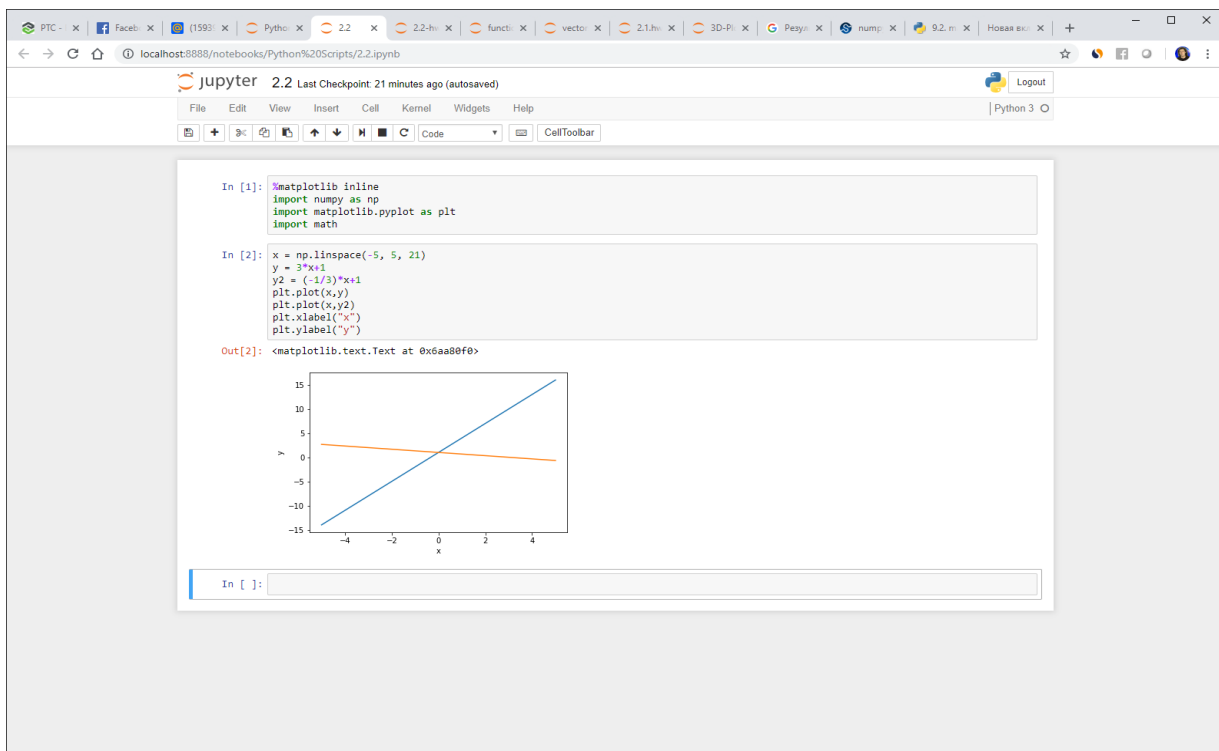 PTC -
Faceb
(1593
Pytho
2.2
2.2-hw
functi
vector
2.1.hw
3D-Pl
Резул
nump
9.2. m
Новая вкл
localhost:8888/notebooks/Python%20Scripts/2.2.ipynb
jupyter 2.2 Last Checkpoint: 21 minutes ago (autosaved)
Logout
File Edit View Insert Cell Kernel Widgets Help
Python 3
Code
CellToolbar
In [1]: %matplotlib inline
import numpy as np
import matplotlib.pyplot as plt
import math
In [2]: x = np.linspace(-5, 5, 21)
y = 3*x+1
y2 = (-1/3)*x+1
plt.plot(x,y)
plt.plot(x,y2)
plt.xlabel("x")
plt.ylabel("y")
Out[2]: <matplotlib.text.Text at 0x6aa80f0>
15
10
5
0
−5
−10
−15
y
−4 −2 0 2 4
x
In [ ]: